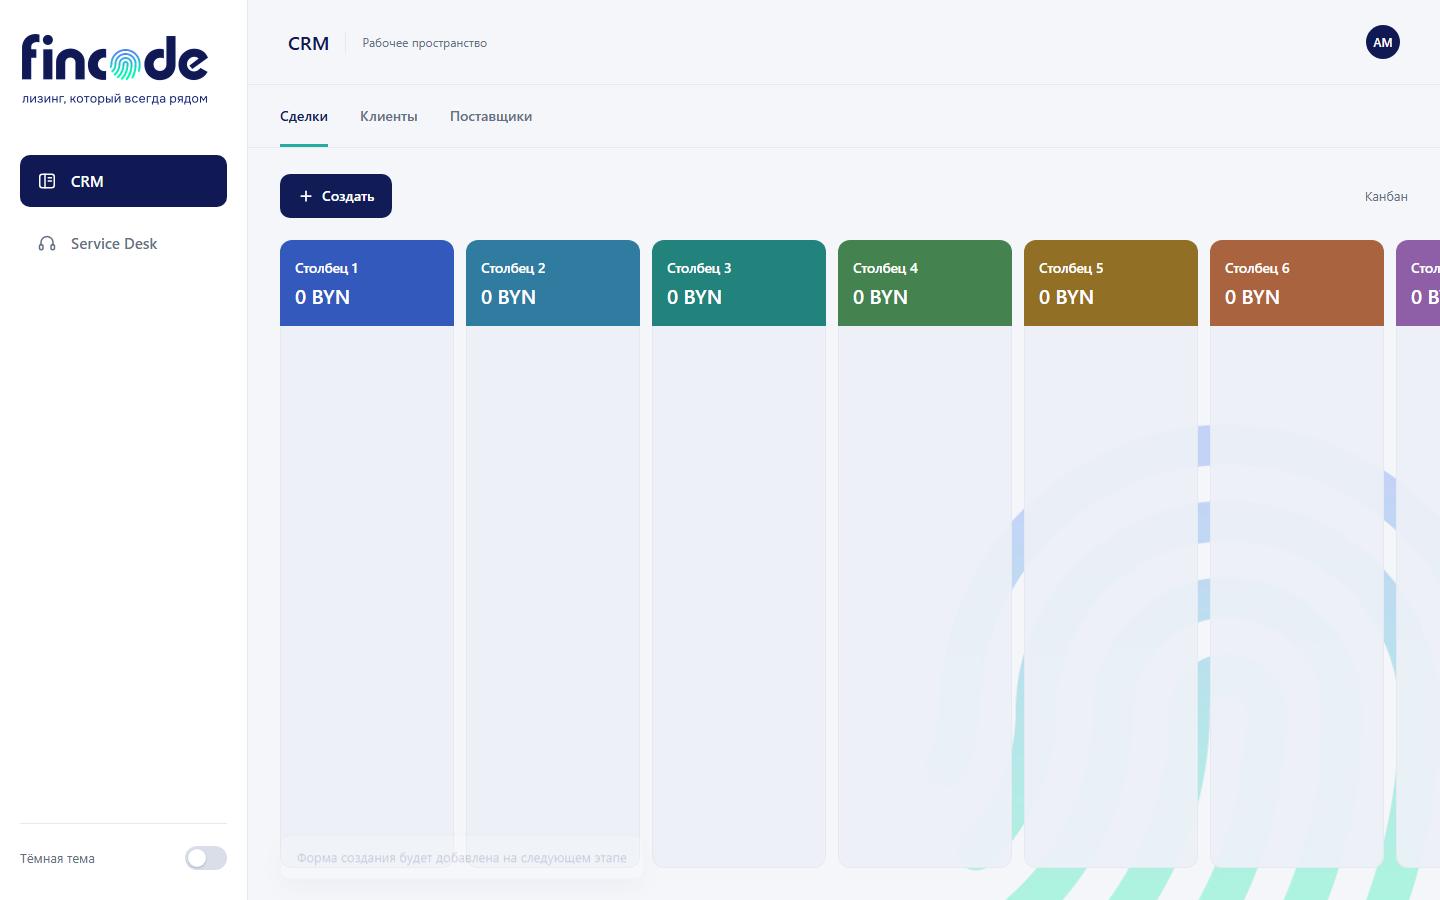 fincode
лизинг, который всегда рядом
CRM
Service Desk
Тёмная тема
CRM
Рабочее пространство
AM
Сделки
Клиенты
Поставщики
Создать
Канбан
Столбец 1
0 BYN
Столбец 2
0 BYN
Столбец 3
0 BYN
Столбец 4
0 BYN
Столбец 5
0 BYN
Столбец 6
0 BYN
Стол
0 B
Форма создания будет добавлена на следующем этапе